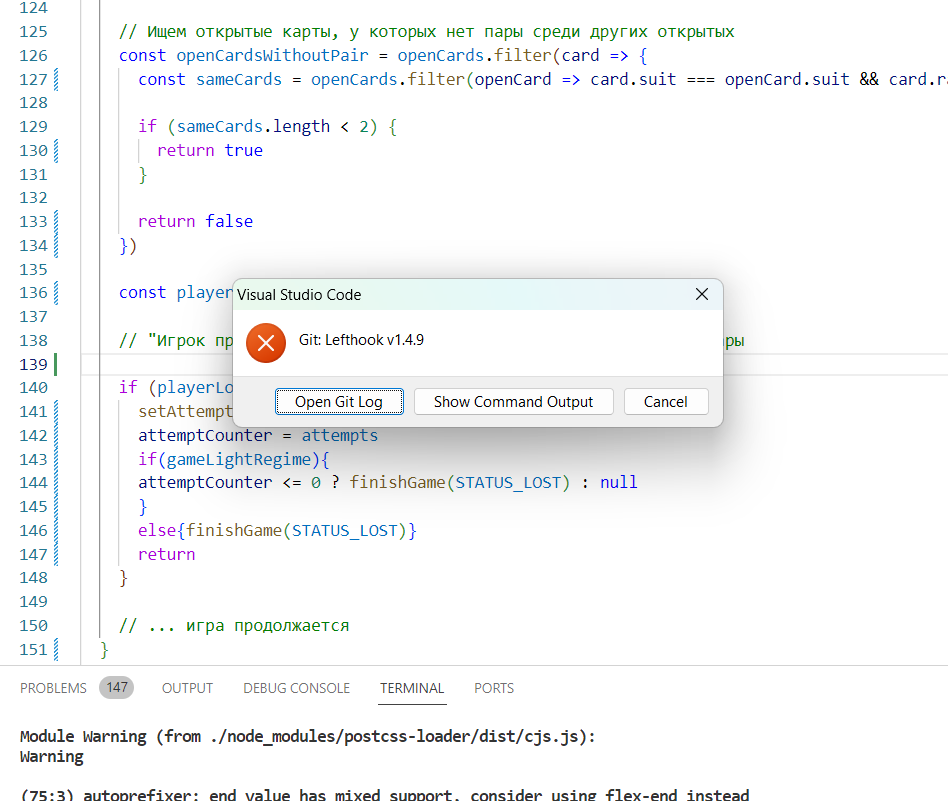 124
125 // Ищем открытые карты, у которых нет пары среди других открытых
126 const openCardsWithoutPair = openCards.filter(card => {
127 const sameCards = openCards.filter(openCard => card.suit === openCard.suit && card.r
128
129 if (sameCards.length < 2) {
130 return true
131 }
132
133 return false
134 })
135
136 const player
137
138 // "Игрок пр ры
139
140 if (playerLo
141 setAttempt
142 attemptCounter = attempts
143 if(gameLightRegime){
144 attemptCounter <= 0 ? finishGame(STATUS_LOST) : null
145 }
146 else{finishGame(STATUS_LOST)}
147 return
148 }
149
150 // ... игра продолжается
151 }
Visual Studio Code
Git: Lefthook v1.4.9
Open Git Log Show Command Output Cancel
PROBLEMS 147 OUTPUT DEBUG CONSOLE TERMINAL PORTS
Module Warning (from ./node_modules/postcss-loader/dist/cjs.js):
Warning
(75:3) autoprefixer: end value has mixed support, consider using flex-end instead